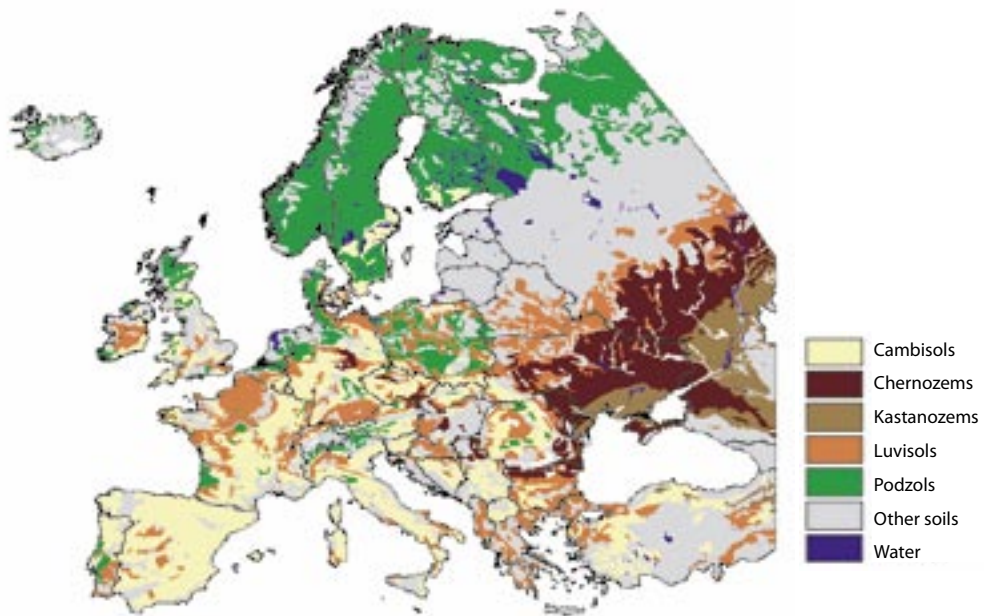 Cambisols
Chernozems
Kastanozems
Luvisols
Podzols
Other soils
Water